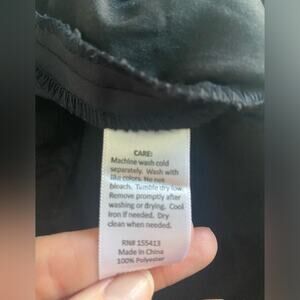 CARE:
Machine wash cold
separately. Wash with
like colors. No not
bleach. Tumble dry low.
Remove promptly after
washing or drying. Cool
iron if needed. Dry
clean when needed.
RN# 155413
Made in China
100% Polyester